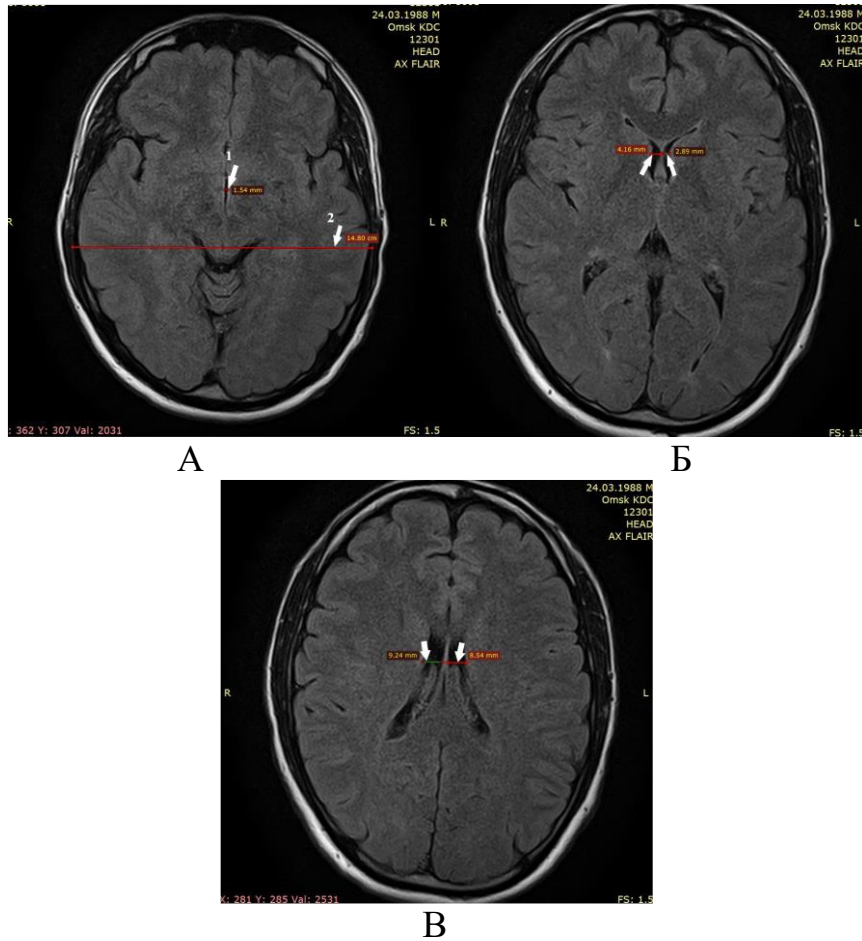 24.03.1988 M
Omsk KDC
12301
HEAD
AX FLAIR
1
1.54 mm
2
14.80 cm
R
L
: 362 Y: 307 Val: 2031
FS: 1.5
А
24.03.1988 M
Omsk KDC
12301
HEAD
AX FLAIR
4.16 mm
2.89 mm
R
L
FS: 1.5
Б
24.03.1988 M
Omsk KDC
12301
HEAD
AX FLAIR
9.24 mm
8.54 mm
R
L
X: 281 Y: 285 Val: 2531
FS: 1.5
В